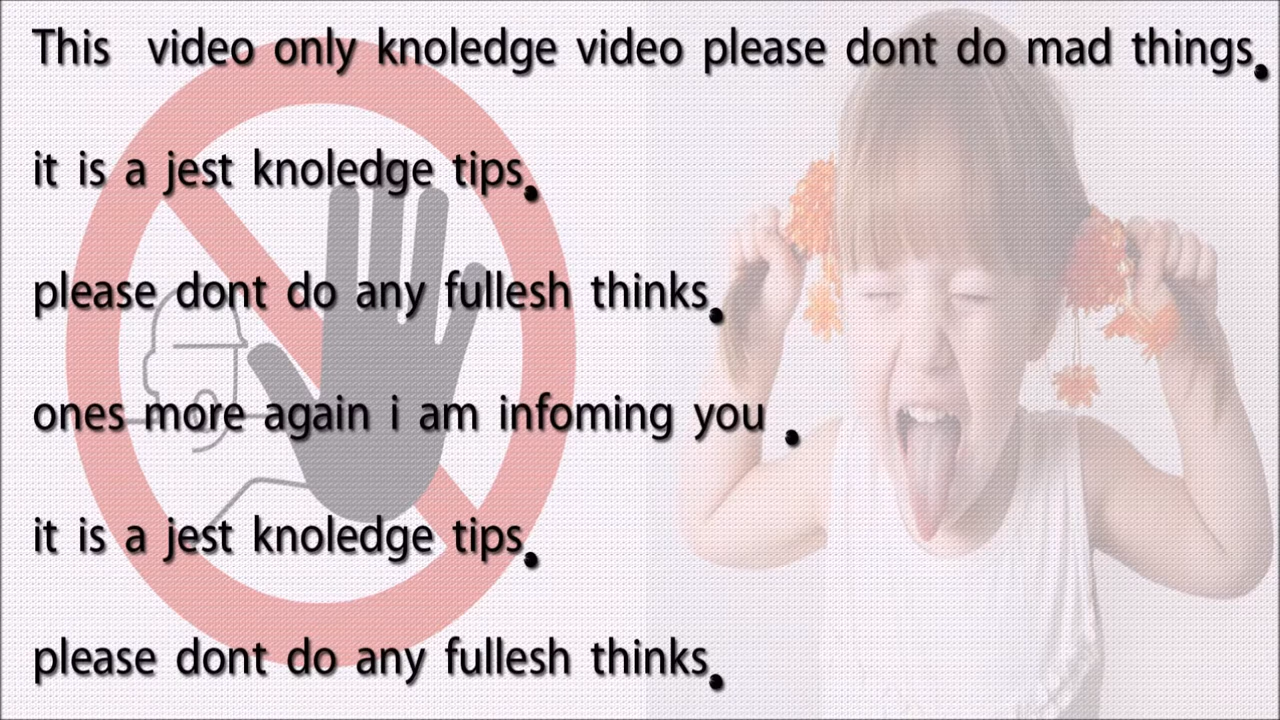 This video only knoledge video please dont do mad things.
it is a jest knoledge tips.
please dont do any fullesh thinks.
ones more again i am infoming you .
it is a jest knoledge tips.
please dont do any fullesh thinks.